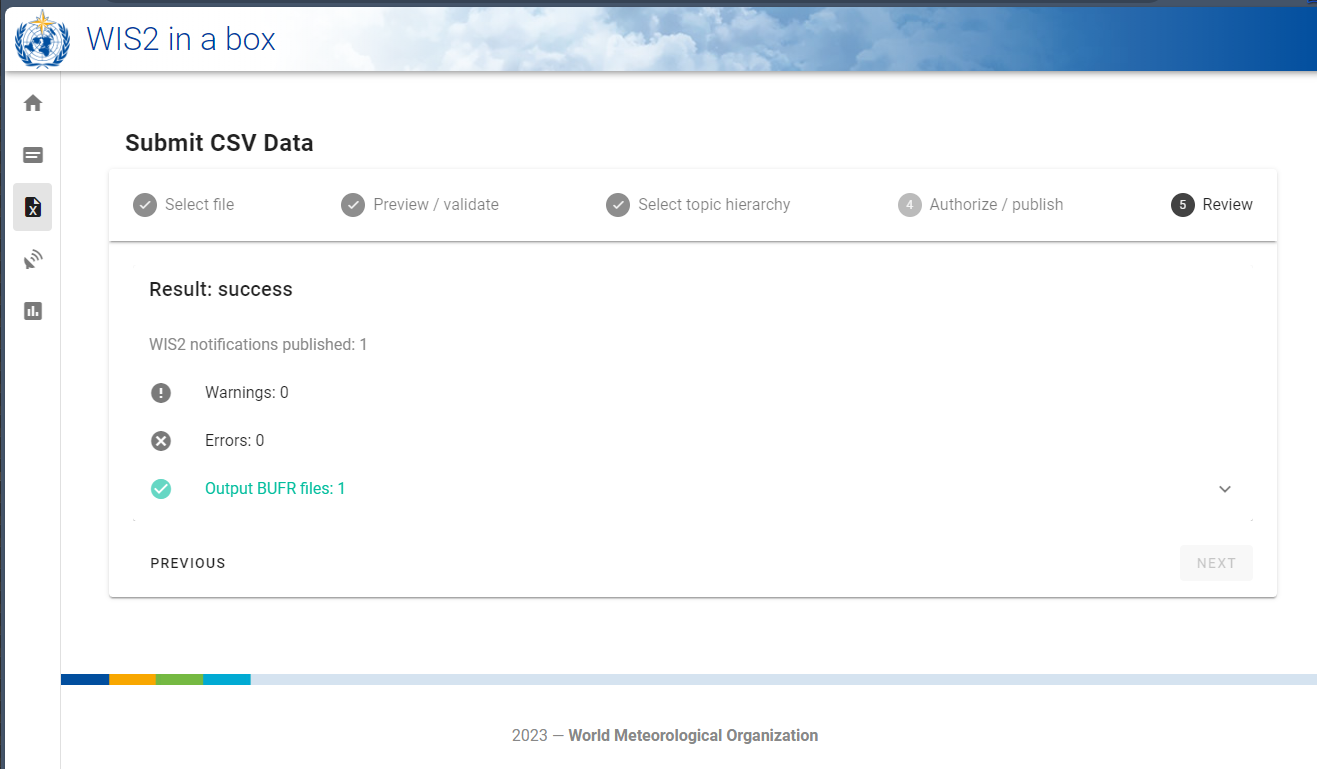 WIS2 in a box
Submit CSV Data
Select file
Preview / validate
Select topic hierarchy
4 Authorize / publish
5 Review
Result: success
WIS2 notifications published: 1
Warnings: 0
Errors: 0
Output BUFR files: 1
PREVIOUS
NEXT
2023 — World Meteorological Organization